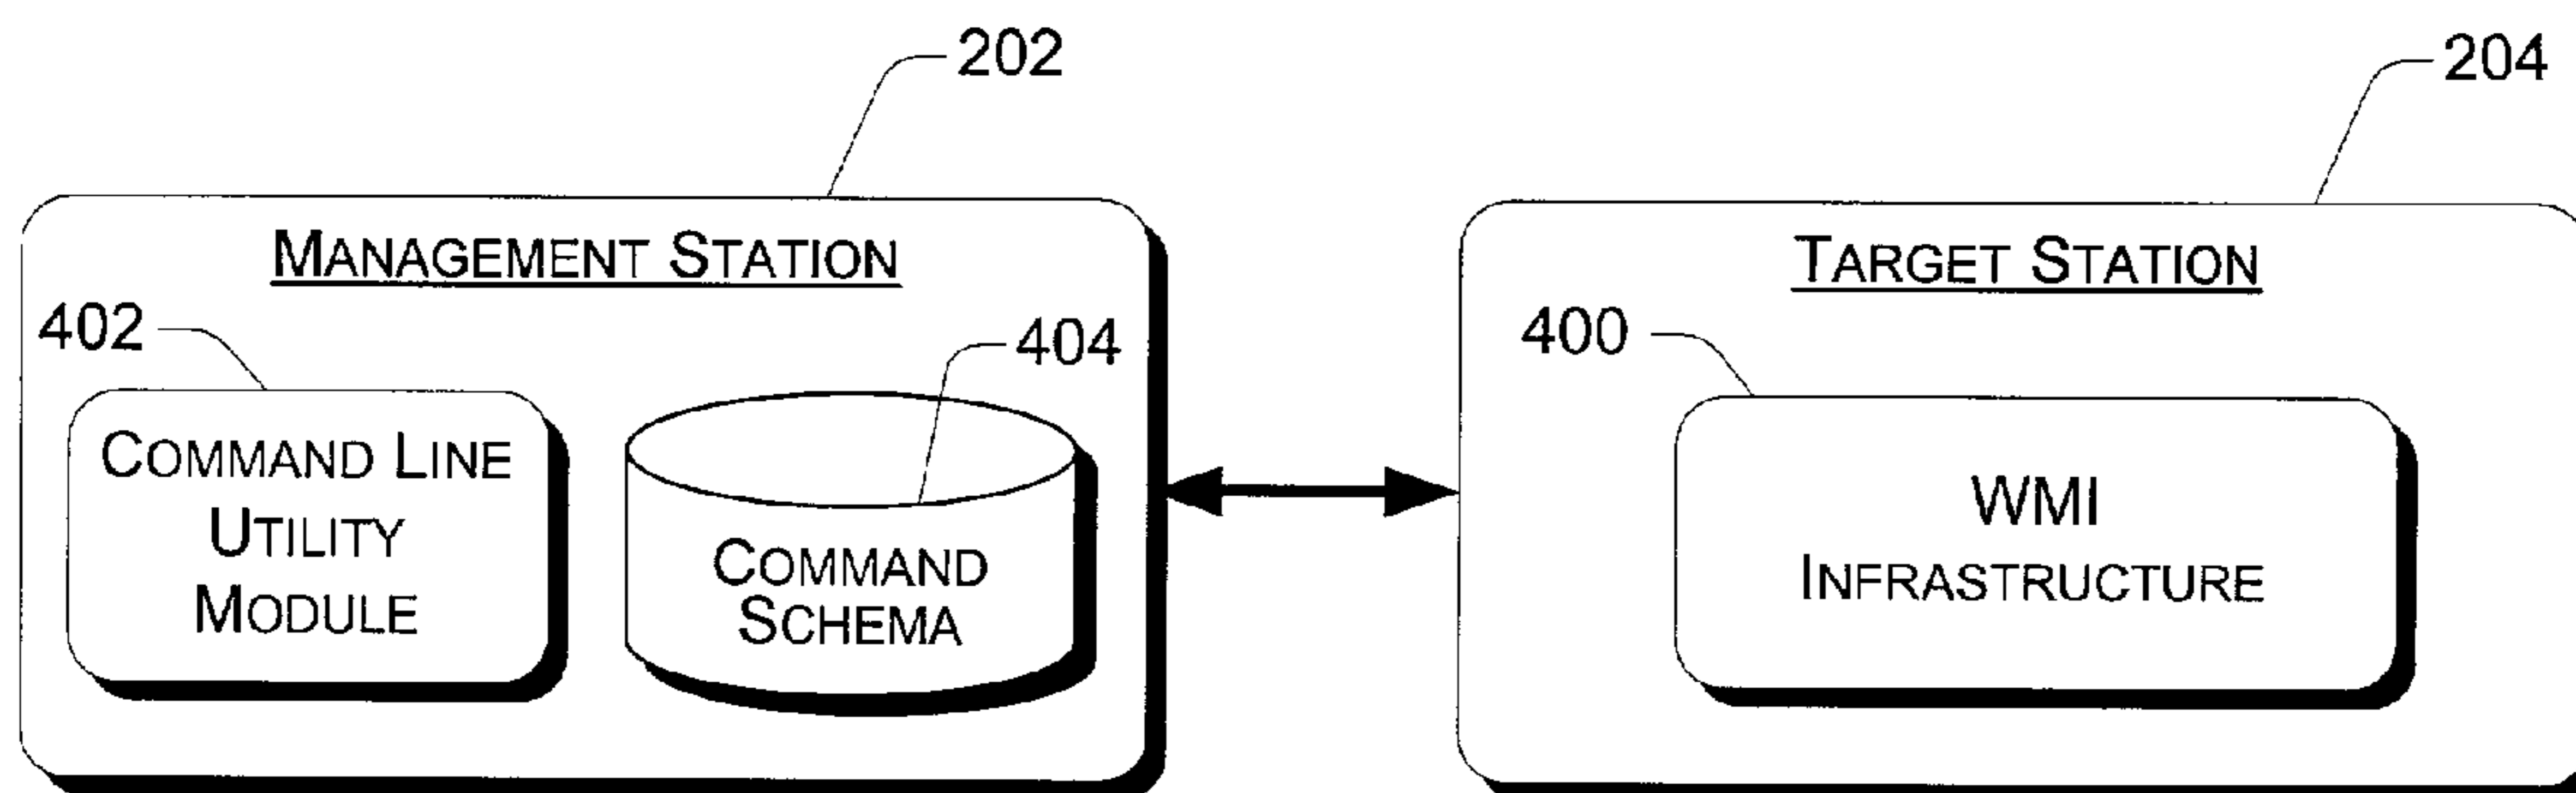 202
204
MANAGEMENT STATION
TARGET STATION
402
404
400
COMMAND LINE
UTILITY
MODULE
COMMAND
SCHEMA
WMI
INFRASTRUCTURE